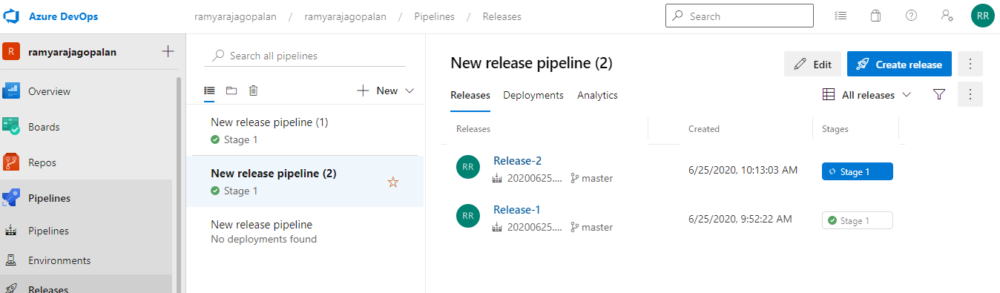 Azure DevOps
ramyarajagopalan / ramyarajagopalan / Pipelines / Releases
Search
RR
R
ramyarajagopalan
Overview
Boards
Repos
Pipelines
Pipelines
Environments
Releases
Search all pipelines
New
New release pipeline (1)
Stage 1
New release pipeline (2)
Stage 1
New release pipeline
No deployments found
New release pipeline (2)
Edit
Create release
Releases Deployments Analytics
All releases
Releases Created Stages
RR Release-2 6/25/2020, 10:13:03 AM Stage 1
20200625.... master
RR Release-1 6/25/2020, 9:52:22 AM Stage 1
20200625.... master